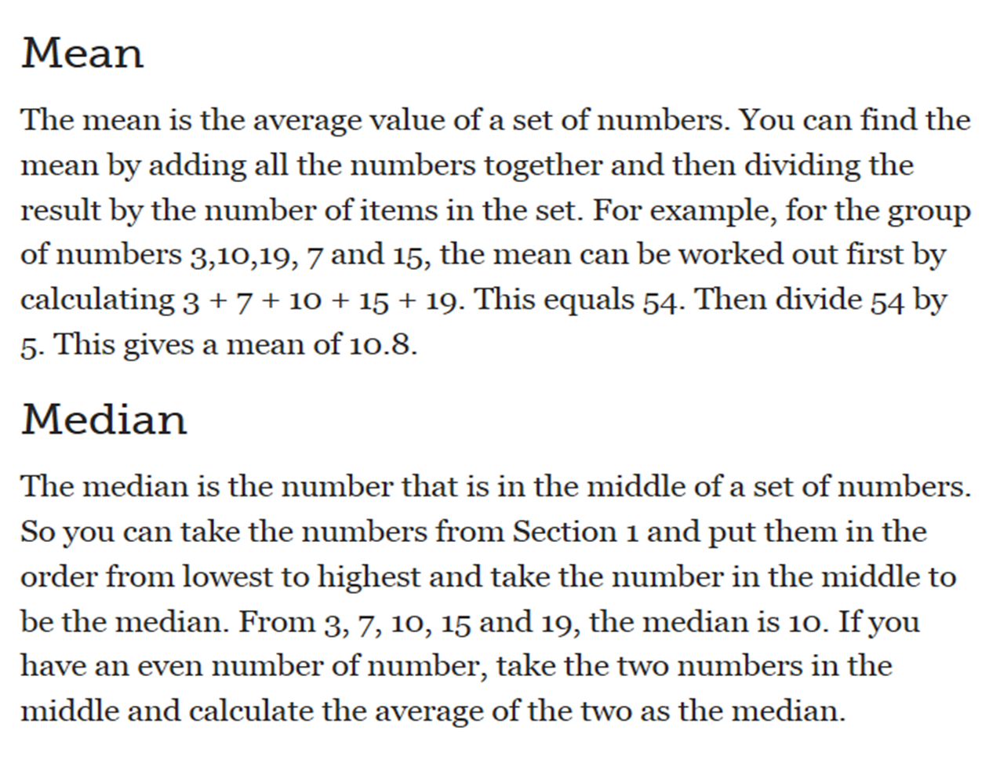 Mean
The mean is the average value of a set of numbers. You can find the
mean by adding all the numbers together and then dividing the
result by the number of items in the set. For example, for the group
of numbers 3,10,19, 7 and 15, the mean can be worked out first by
calculating 3 + 7 + 10 + 15 + 19. This equals 54. Then divide 54 by
5. This gives a mean of 10.8.
Median
The median is the number that is in the middle of a set of numbers.
So you can take the numbers from Section 1 and put them in the
order from lowest to highest and take the number in the middle to
be the median. From 3, 7, 10, 15 and 19, the median is 10. If you
have an even number of number, take the two numbers in the
middle and calculate the average of the two as the median.